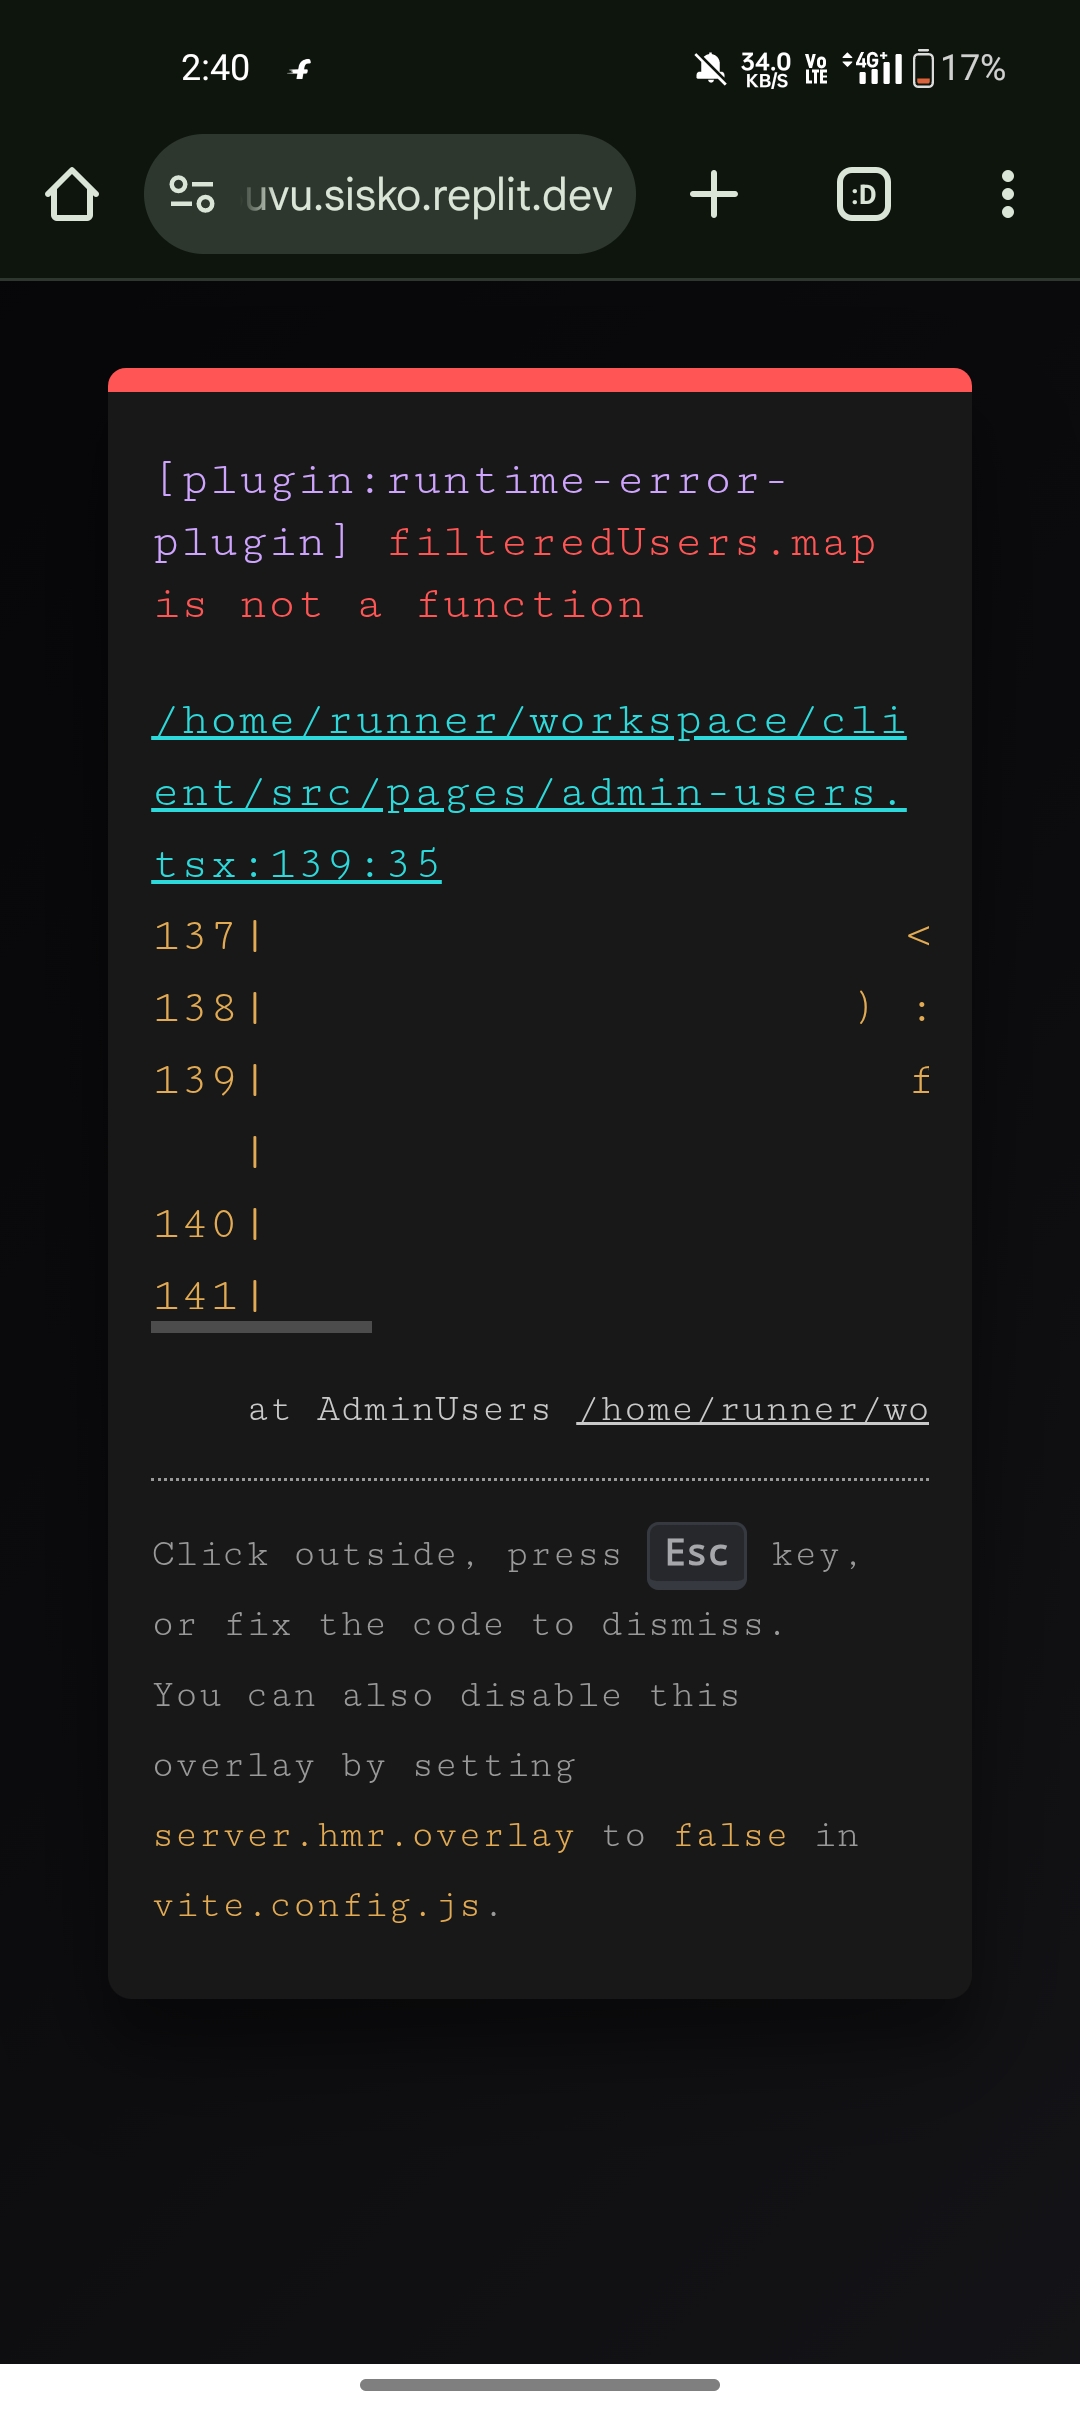 2:40
34.0 KB/S Vo LTE 4G+ 17%
uvu.sisko.replit.dev
:D
[plugin:runtime-error-
plugin] filteredUsers.map
is not a function
/home/runner/workspace/cli
ent/src/pages/admin-users.
tsx:139:35
137| <
138| ) :
139| f
|
140|
141|
at AdminUsers /home/runner/wo
Click outside, press Esc key,
or fix the code to dismiss.
You can also disable this
overlay by setting
server.hmr.overlay to false in
vite.config.js.